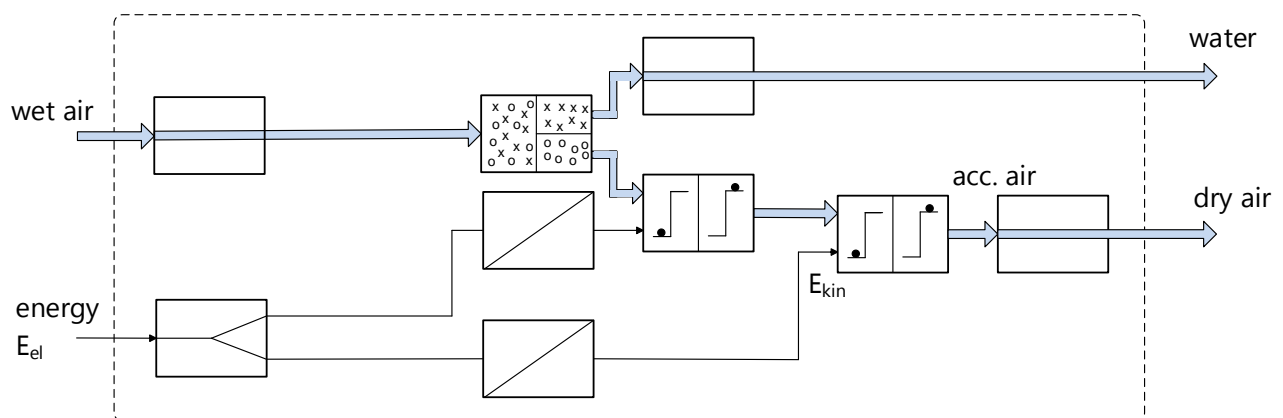 water
wet air
acc. air
dry air
E_kin
energy
E_el